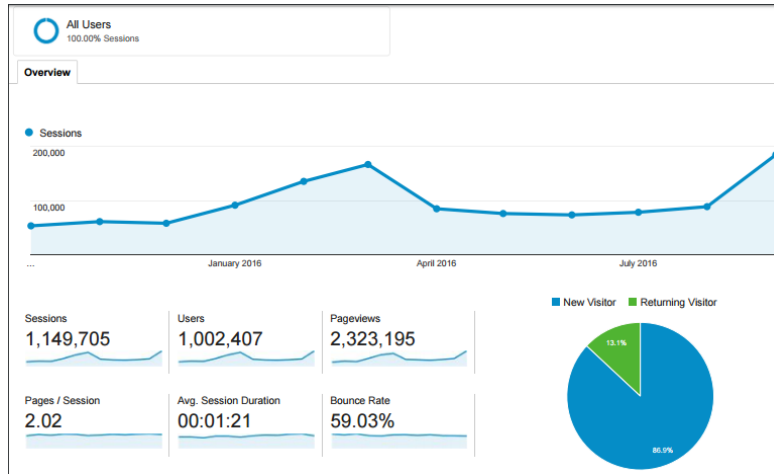 All Users
100.00% Sessions
Overview
Sessions
200,000
100,000
...
January 2016
April 2016
July 2016
Sessions
1,149,705
Users
1,002,407
Pageviews
2,323,195
Pages / Session
2.02
Avg. Session Duration
00:01:21
Bounce Rate
59.03%
New Visitor
Returning Visitor
13.1%
86.9%